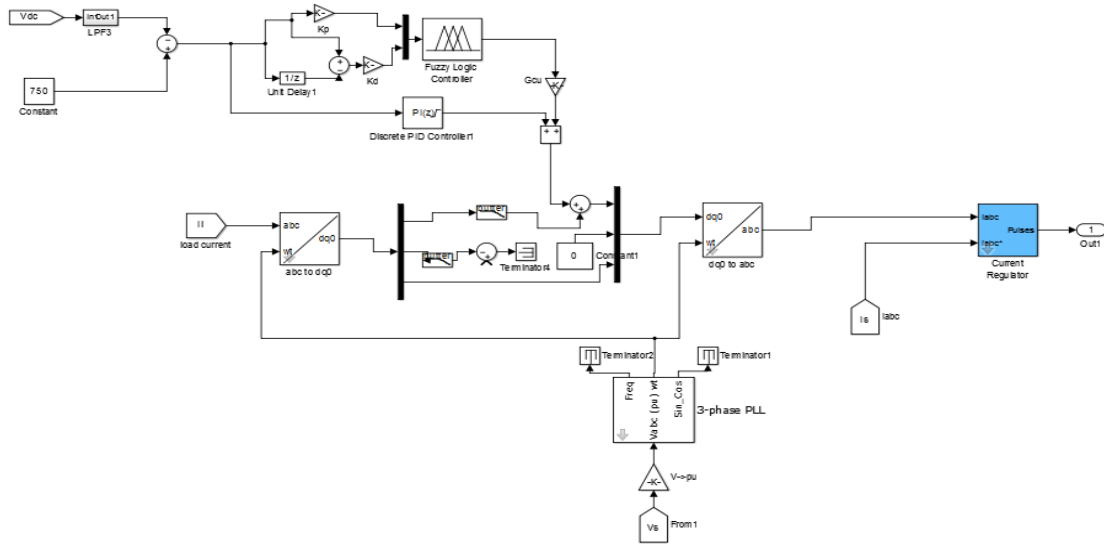 Vdc
In1Out1
LPF3
750
Constant
K-
Kp
1/z
Unit Delay1
K-
Kd
Fuzzy Logic
Controller
Gcu
-K-
PI(z)
Discrete PID Controller1
+ +
Il
load current
abc
dq0
wt
abc to dq0
butter
butter
Terminator4
0
Constant1
dq0
abc
wt
dq0 to abc
Iabc
Pulses
Iabc*
Current
Regulator
1
Out1
Is
Iabc
Terminator2
Terminator1
Freq
Vabc (pu) wt
Sin_Cos
3-phase PLL
-K-
V->pu
Vs
From1